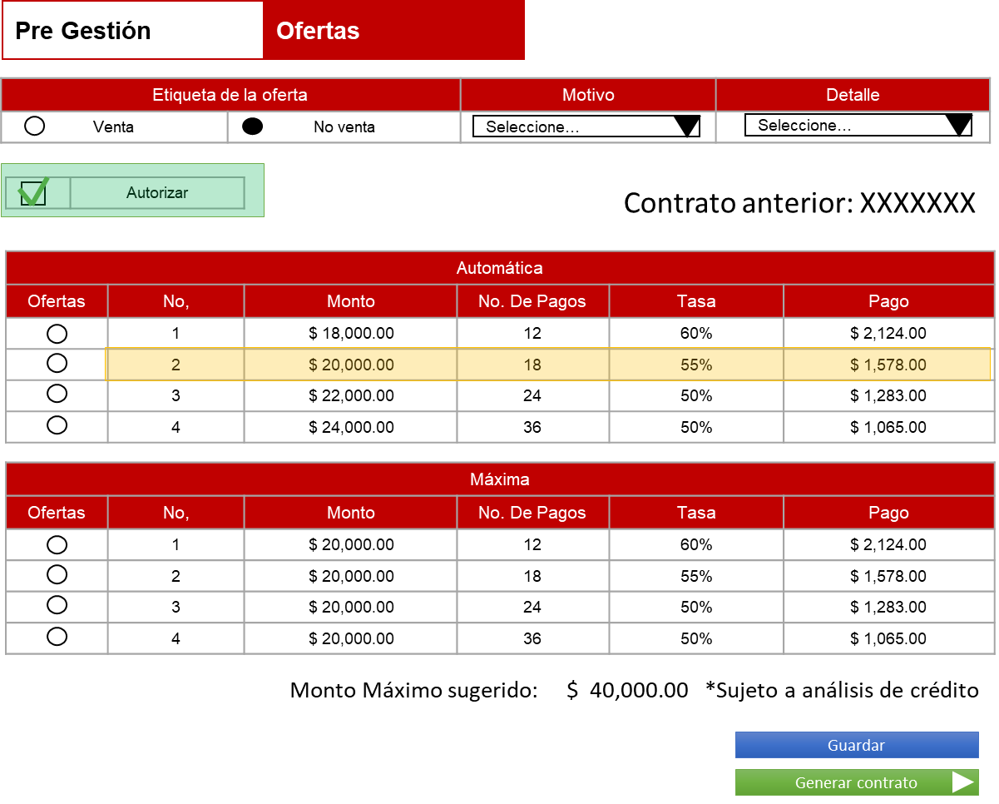 Pre Gestión Ofertas
Etiqueta de la oferta Motivo Detalle
Venta No venta Seleccione... Seleccione...
Autorizar
Contrato anterior: XXXXXXX
Automática
Ofertas No, Monto No. De Pagos Tasa Pago
1 $ 18,000.00 12 60% $ 2,124.00
2 $ 20,000.00 18 55% $ 1,578.00
3 $ 22,000.00 24 50% $ 1,283.00
4 $ 24,000.00 36 50% $ 1,065.00
Máxima
Ofertas No, Monto No. De Pagos Tasa Pago
1 $ 20,000.00 12 60% $ 2,124.00
2 $ 20,000.00 18 55% $ 1,578.00
3 $ 20,000.00 24 50% $ 1,283.00
4 $ 20,000.00 36 50% $ 1,065.00
Monto Máximo sugerido: $ 40,000.00 *Sujeto a análisis de crédito
Guardar
Generar contrato